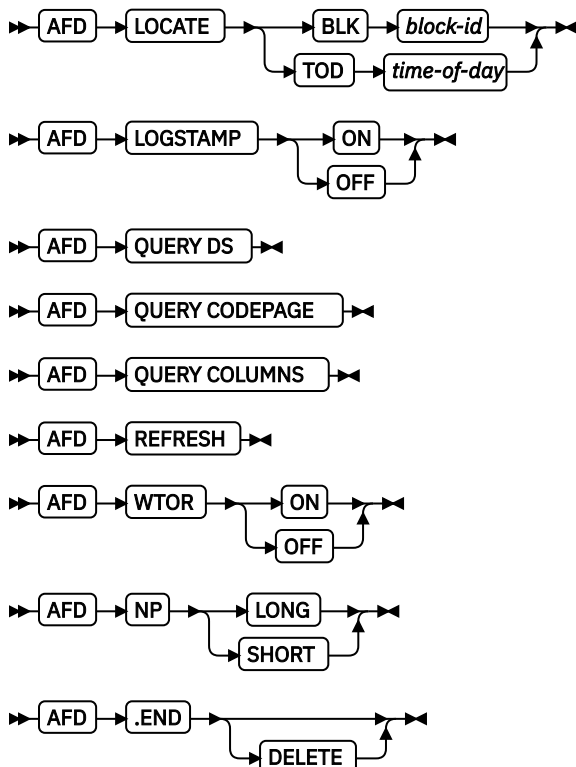 AFD LOCATE BLK block-id
TOD time-of-day
AFD LOGSTAMP ON
OFF
AFD QUERY DS
AFD QUERY CODEPAGE
AFD QUERY COLUMNS
AFD REFRESH
AFD WTOR ON
OFF
AFD NP LONG
SHORT
AFD .END
DELETE